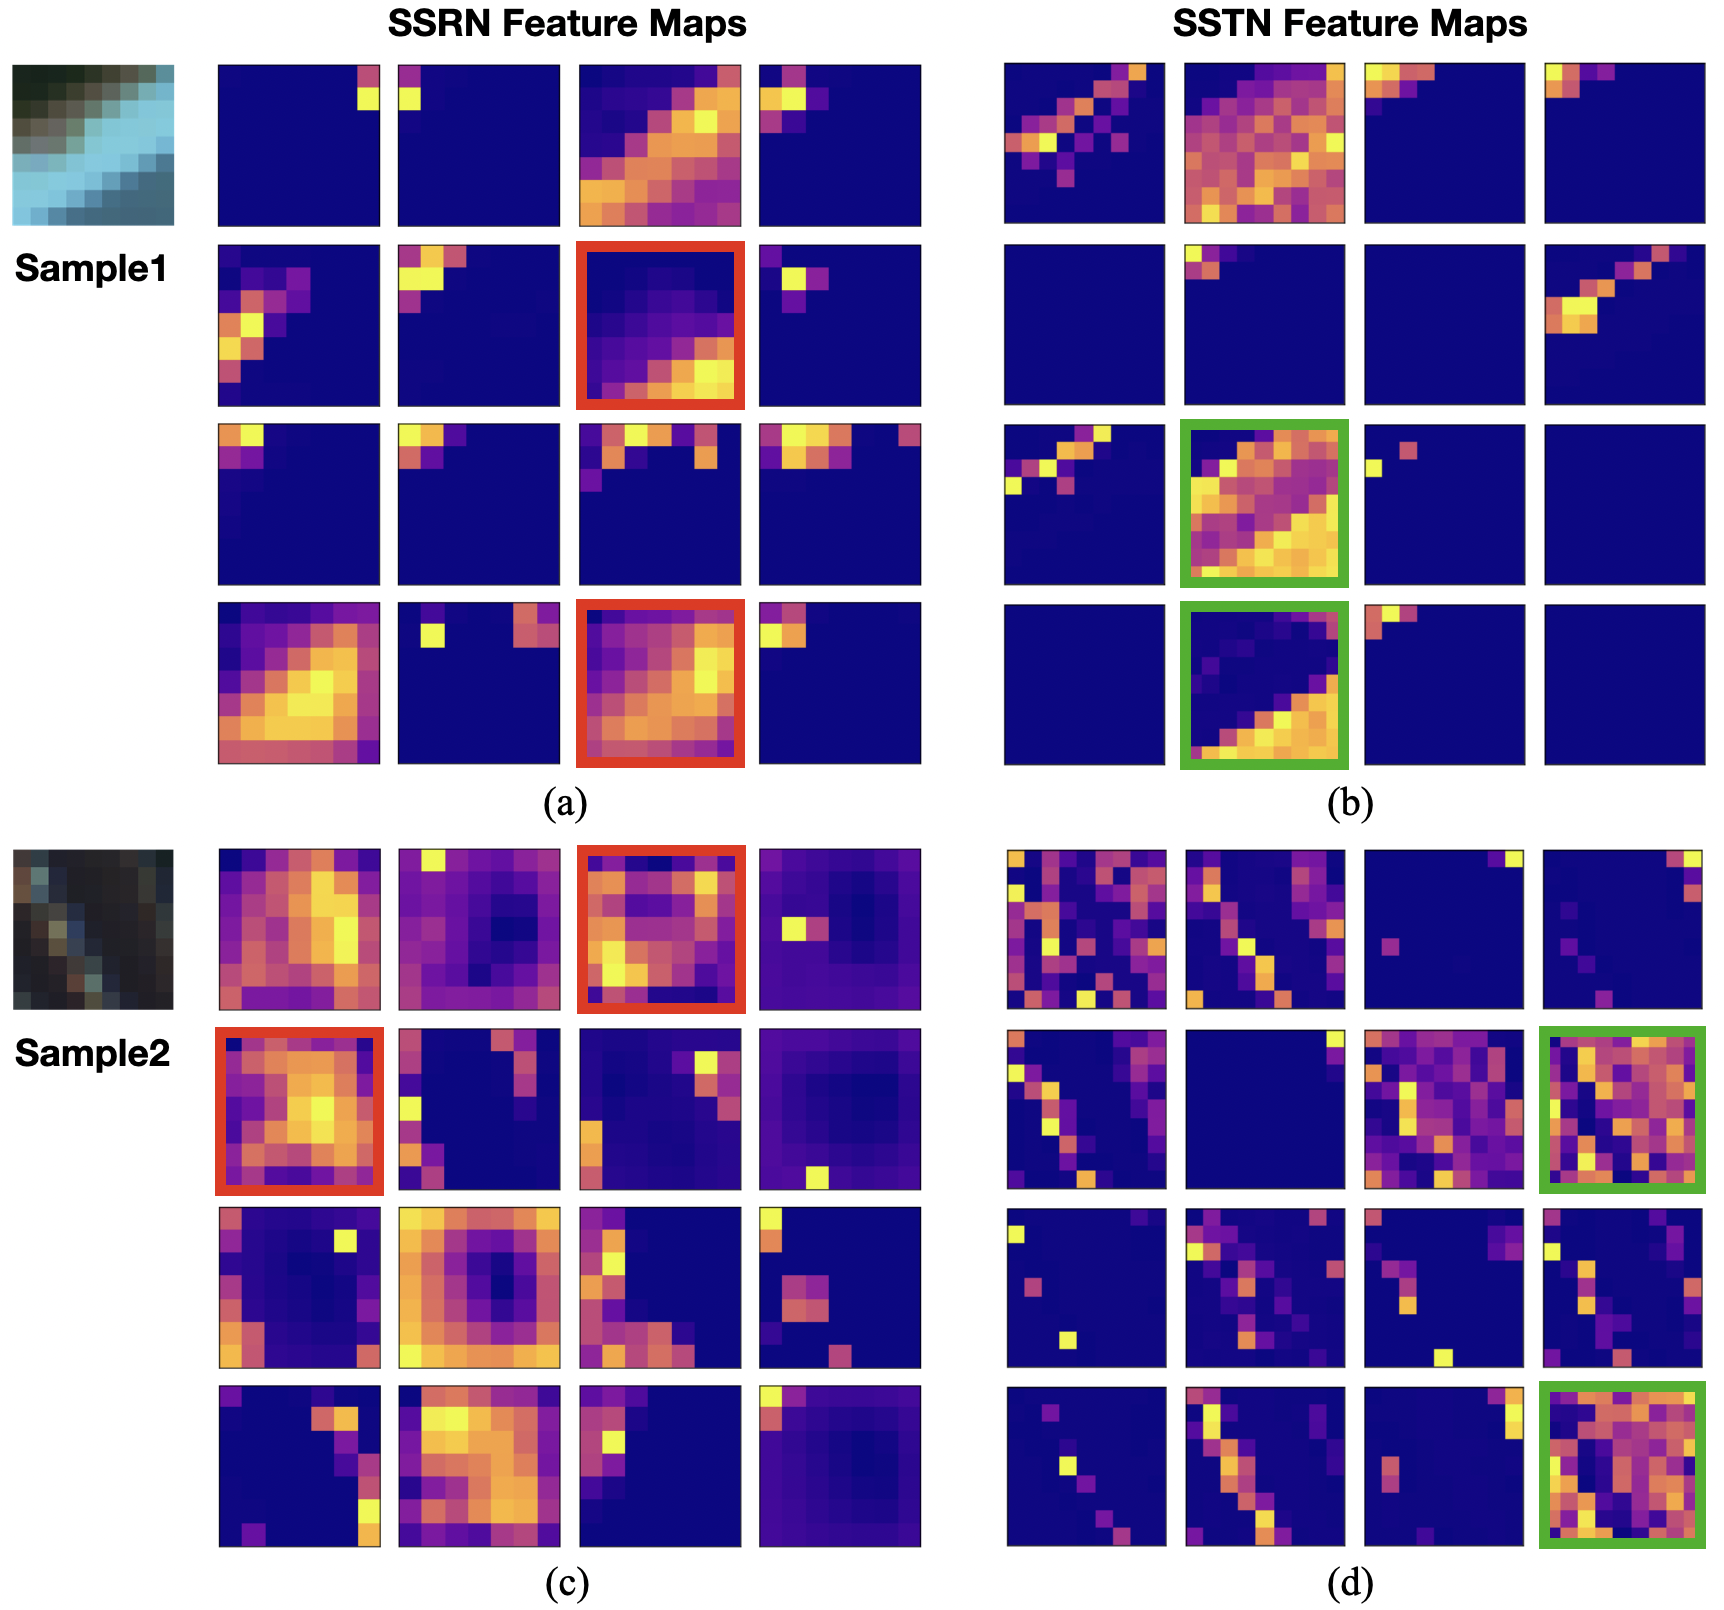 SSRN Feature Maps
SSTN Feature Maps
Sample1
(a)
(b)
Sample2
(c)
(d)